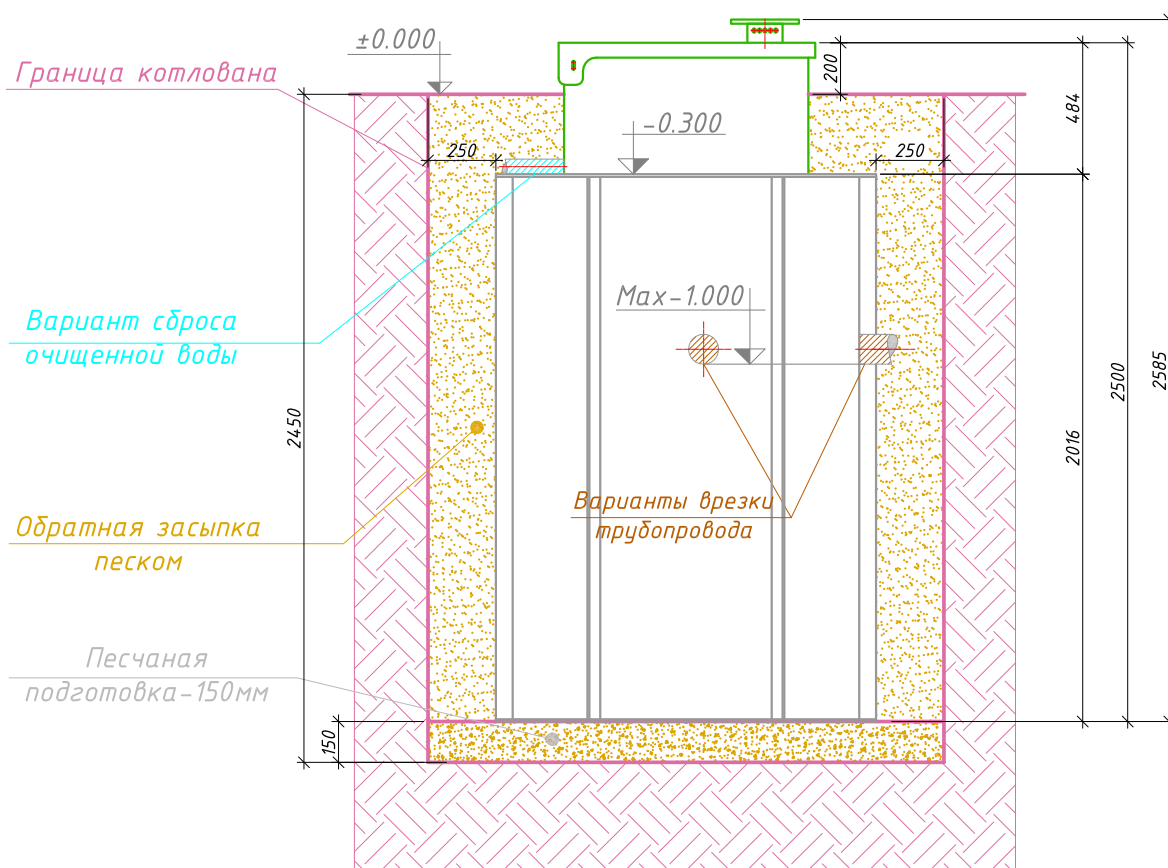 ±0.000
Граница котлована
200
484
-0.300
250
250
Max-1.000
Вариант сброса
очищенной воды
2585
2500
2450
2016
Варианты врезки
трубопровода
Обратная засыпка
песком
Песчаная
подготовка-150мм
150